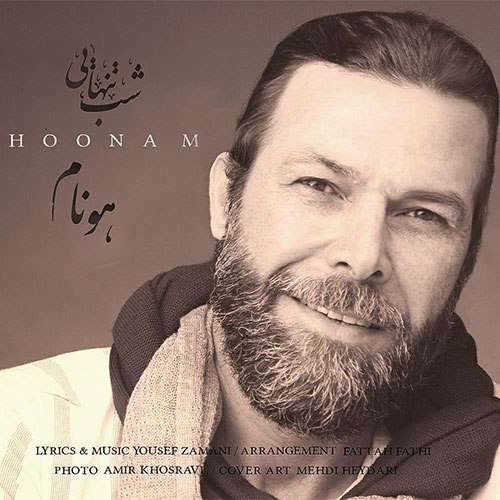 شب تنهایی
HOONAM
هونام
LYRICS & MUSIC YOUSEF ZAMANI / ARRANGEMENT FATTAH FATHI
PHOTO AMIR KHOSRAVI / COVER ART MEHDI HEYDARI